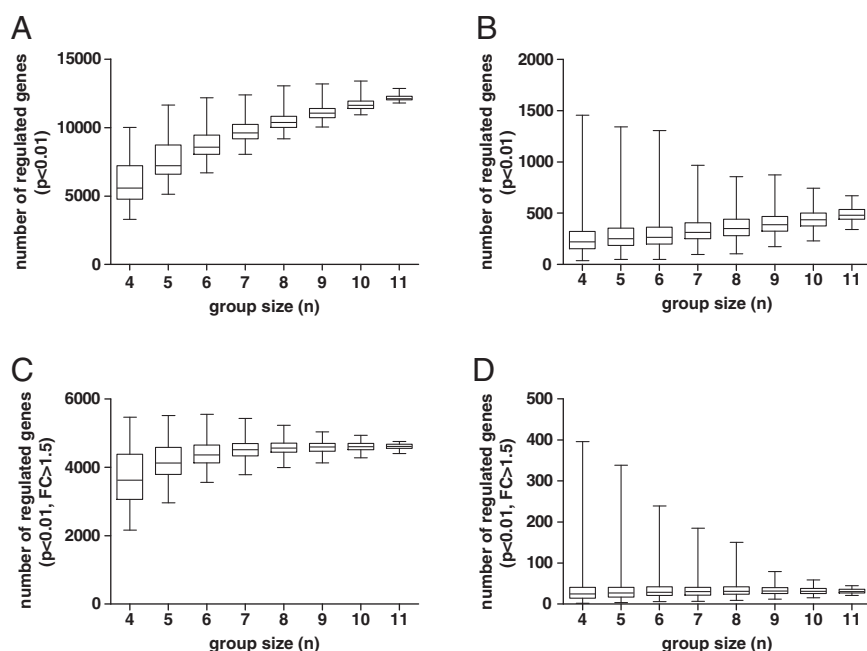 A
number of regulated genes
(p<0.01)
15000
10000
5000
0
4 5 6 7 8 9 10 11
group size (n)
B
number of regulated genes
(p<0.01)
2000
1500
1000
500
0
4 5 6 7 8 9 10 11
group size (n)
C
number of regulated genes
(p<0.01, FC>1.5)
6000
4000
2000
0
4 5 6 7 8 9 10 11
group size (n)
D
number of regulated genes
(p<0.01, FC>1.5)
500
400
300
200
100
0
4 5 6 7 8 9 10 11
group size (n)